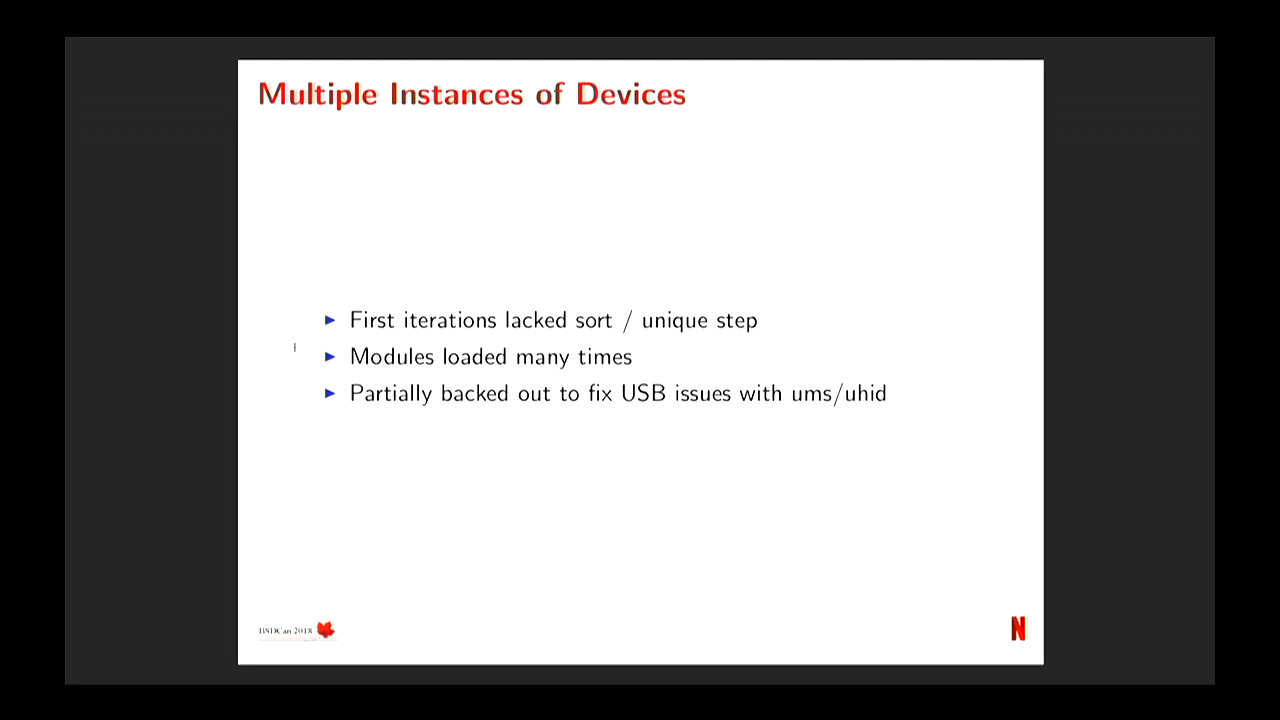 Multiple Instances of Devices
First iterations lacked sort / unique step
Modules loaded many times
Partially backed out to fix USB issues with ums/uhid
BSDCan 2018
N